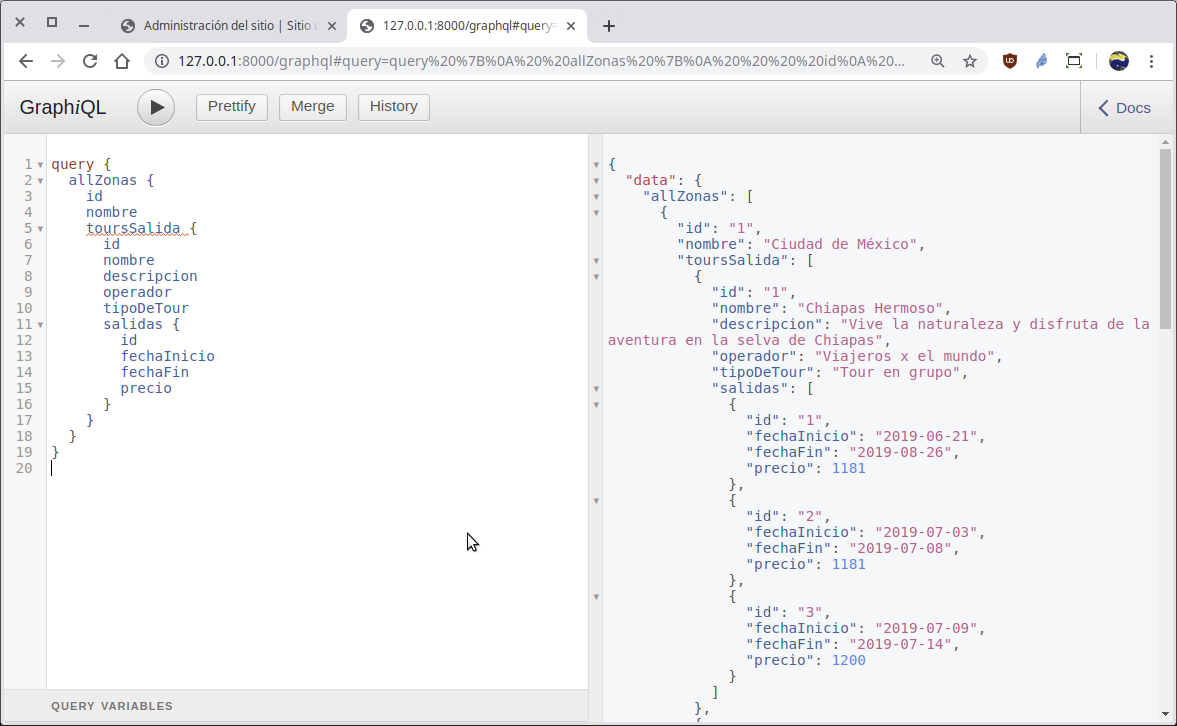 Administración del sitio | Sitio
127.0.0.1:8000/graphql#query=
127.0.0.1:8000/graphql#query=query%20%7B%0A%20%20allZonas%20%7B%0A%20%20%20%20id%0A%20...
GraphiQL
Prettify
Merge
History
Docs
1 query {
2 allZonas {
3 id
4 nombre
5 toursSalida {
6 id
7 nombre
8 descripcion
9 operador
10 tipoDeTour
11 salidas {
12 id
13 fechaInicio
14 fechaFin
15 precio
16 }
17 }
18 }
19 }
20
QUERY VARIABLES
{
"data": {
"allZonas": [
{
"id": "1",
"nombre": "Ciudad de México",
"toursSalida": [
{
"id": "1",
"nombre": "Chiapas Hermoso",
"descripcion": "Vive la naturaleza y disfruta de la
aventura en la selva de Chiapas",
"operador": "Viajeros x el mundo",
"tipoDeTour": "Tour en grupo",
"salidas": [
{
"id": "1",
"fechaInicio": "2019-06-21",
"fechaFin": "2019-08-26",
"precio": 1181
},
{
"id": "2",
"fechaInicio": "2019-07-03",
"fechaFin": "2019-07-08",
"precio": 1181
},
{
"id": "3",
"fechaInicio": "2019-07-09",
"fechaFin": "2019-07-14",
"precio": 1200
}
]
},